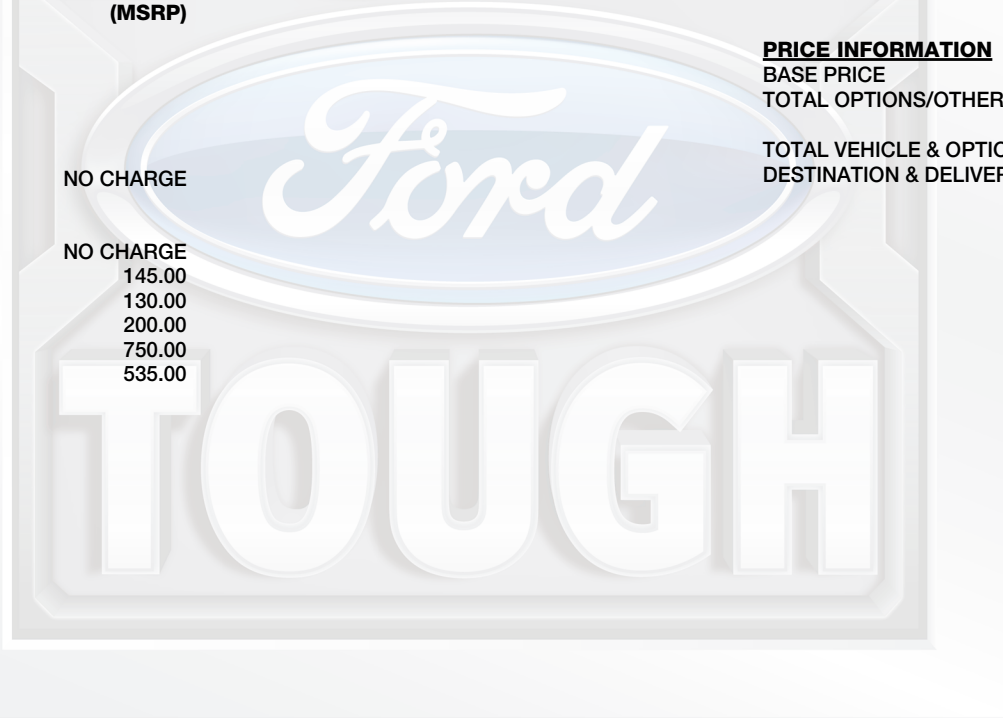 (MSRP)
NO CHARGE
NO CHARGE
145.00
130.00
200.00
750.00
535.00
PRICE INFORMATION
BASE PRICE
TOTAL OPTIONS/OTHER
TOTAL VEHICLE & OPTIO
DESTINATION & DELIVER
Ford
TOUGH